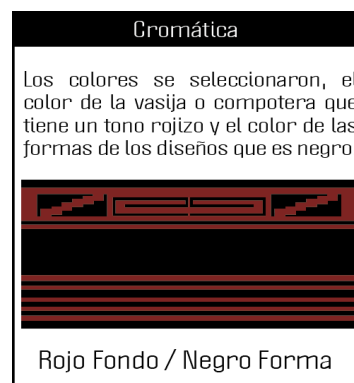 Cromática
Los colores se seleccionaron, el
color de la vasija o compotera que
tiene un tono rojizo y el color de las
formas de los diseños que es negro
Rojo Fondo / Negro Forma